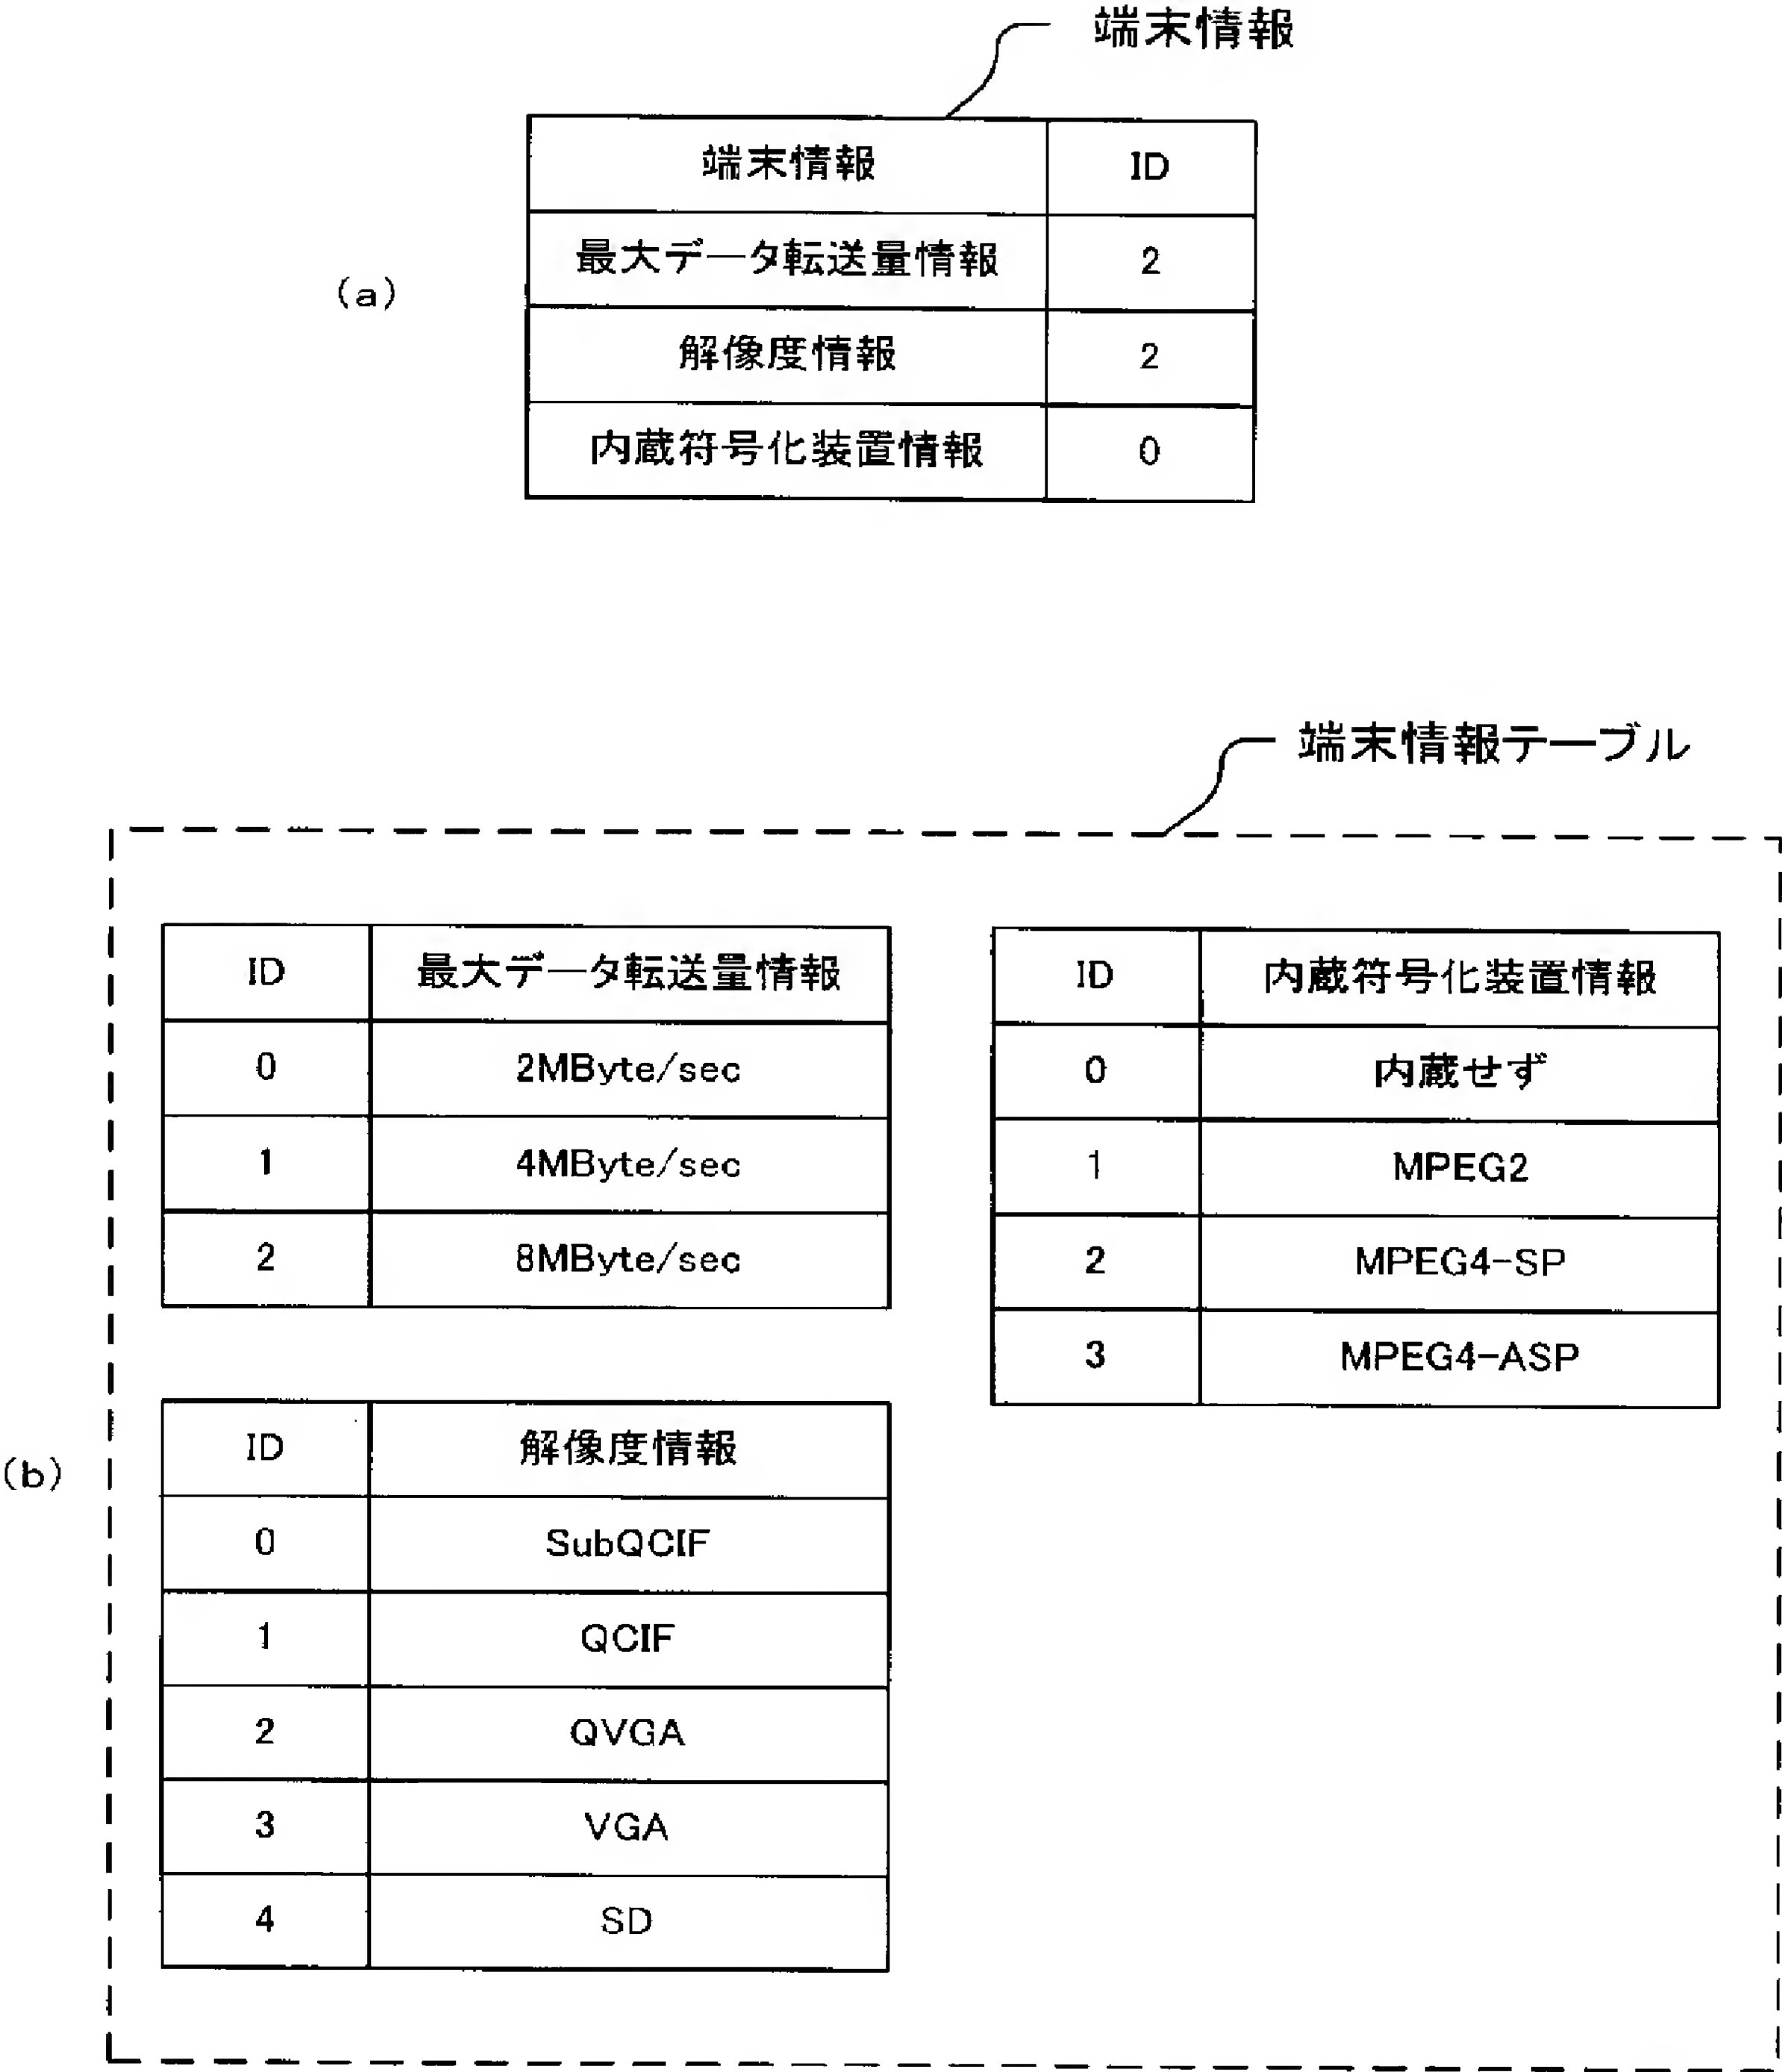 端末情報
端末情報 ID
最大データ転送量情報 2
(a)
解像度情報 2
内蔵符号化装置情報 0
端末情報テーブル
ID 最大データ転送量情報
0 2MByte/sec
1 4MByte/sec
2 8MByte/sec
ID 内蔵符号化装置情報
0 内蔵せず
1 MPEG2
2 MPEG4-SP
3 MPEG4-ASP
(b)
ID 解像度情報
0 SubQCIF
1 QCIF
2 QVGA
3 VGA
4 SD